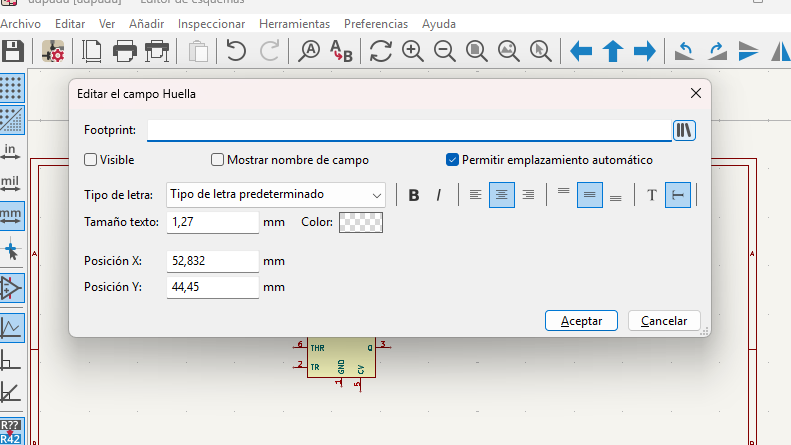 Editor de esquemas
Archivo Editar Ver Añadir Inspeccionar Herramientas Preferencias Ayuda
A
B
Editar el campo Huella
Footprint:
Visible Mostrar nombre de campo Permitir emplazamiento automático
Tipo de letra: Tipo de letra predeterminado B I T T
Tamaño texto: 1,27 mm Color:
Posición X: 52,832 mm
Posición Y: 44,45 mm
Aceptar Cancelar
in
mil
mm
A A
6 THR Q 3
2 TR
GND CV
1 5
R??
R42